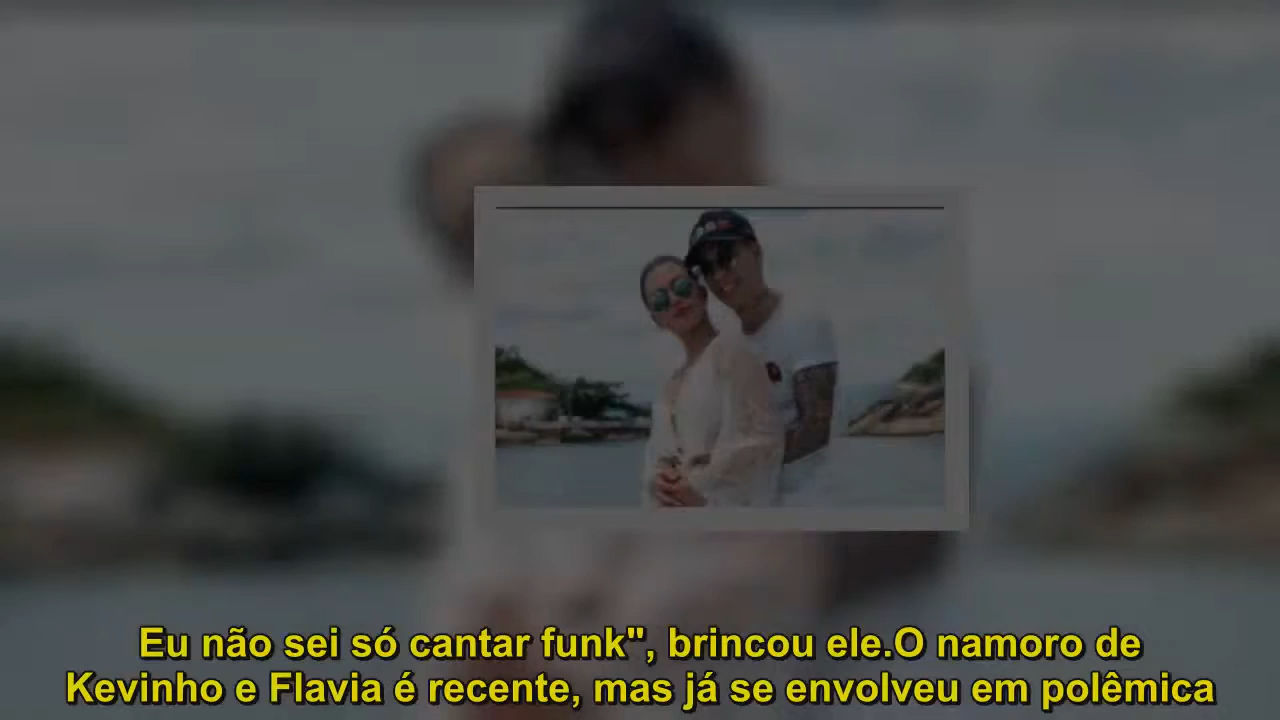 Eu não sei só cantar funk", brincou ele.O namoro de
Kevinho e Flavia é recente, mas já se envolveu em polêmica